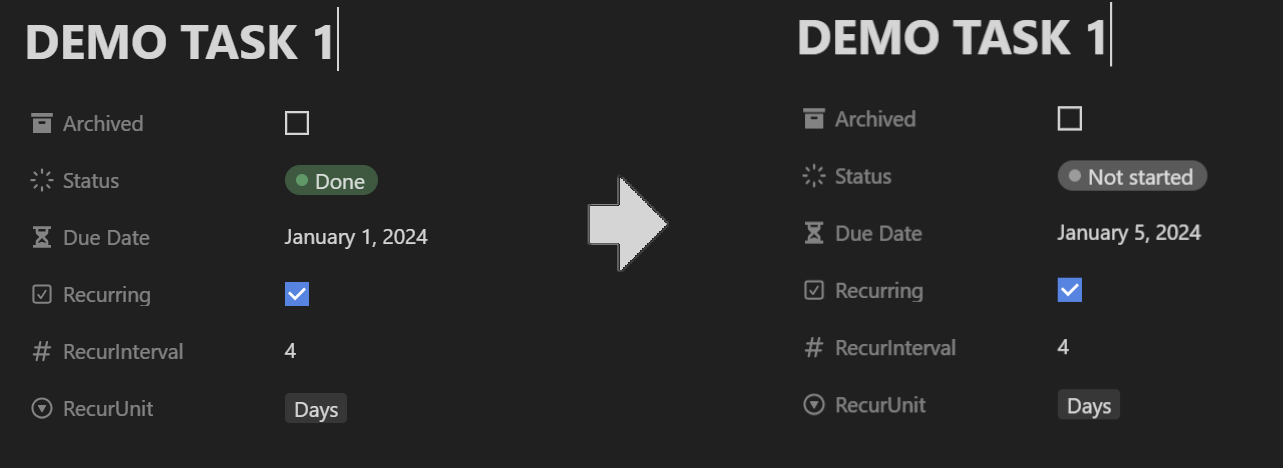 DEMO TASK 1
Archived
Status Done
Due Date January 1, 2024
Recurring
RecurInterval 4
RecurUnit Days
DEMO TASK 1
Archived
Status Not started
Due Date January 5, 2024
Recurring
RecurInterval 4
RecurUnit Days